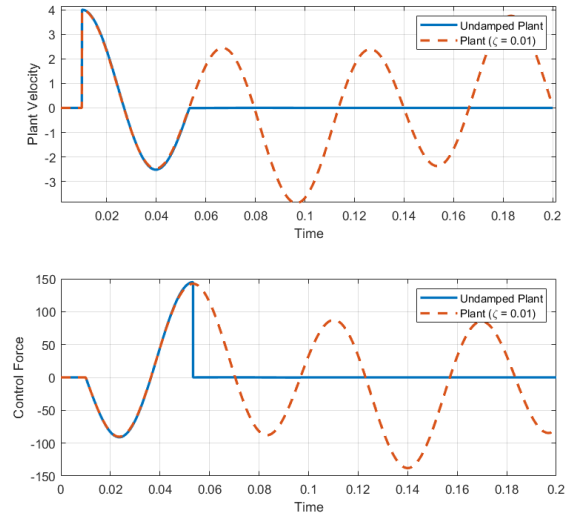 4
3
2
1
0
-1
-2
-3
Plant Velocity
Undamped Plant
Plant (ζ = 0.01)
0.02 0.04 0.06 0.08 0.1 0.12 0.14 0.16 0.18 0.2
Time
150
100
50
0
-50
-100
-150
Control Force
Undamped Plant
Plant (ζ = 0.01)
0 0.02 0.04 0.06 0.08 0.1 0.12 0.14 0.16 0.18 0.2
Time